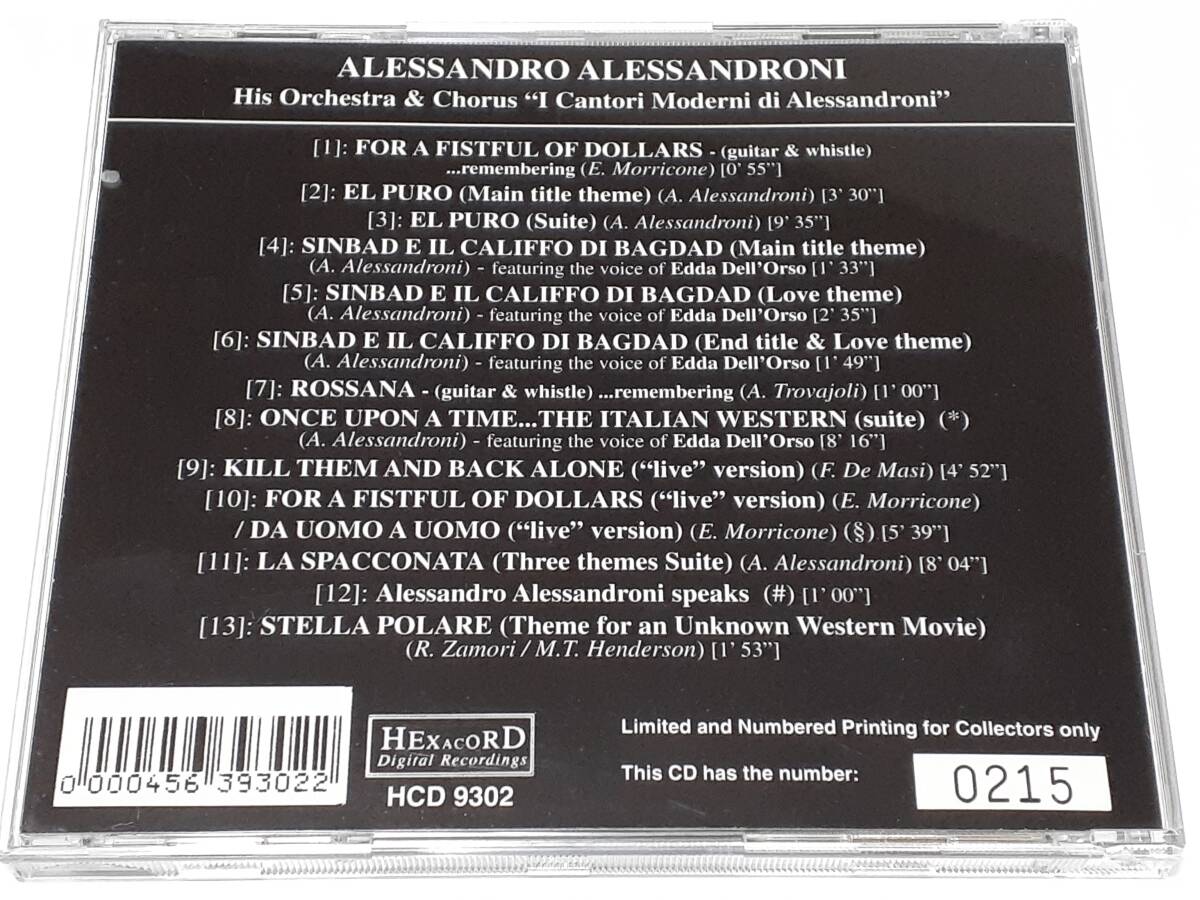 ALESSANDRO ALESSANDRONI
His Orchestra & Chorus “I Cantori Moderni di Alessandroni”
[1]: FOR A FISTFUL OF DOLLARS - (guitar & whistle)
...remembering (E. Morricone) [0’ 55”]
[2]: EL PURO (Main title theme) (A. Alessandroni) [3’ 30”]
[3]: EL PURO (Suite) (A. Alessandroni) [9’ 35”]
[4]: SINBAD E IL CALIFFO DI BAGDAD (Main title theme)
(A. Alessandroni) - featuring the voice of Edda Dell’Orso [1’ 33”]
[5]: SINBAD E IL CALIFFO DI BAGDAD (Love theme)
(A. Alessandroni) - featuring the voice of Edda Dell’Orso [2’ 35”]
[6]: SINBAD E IL CALIFFO DI BAGDAD (End title & Love theme)
(A. Alessandroni) - featuring the voice of Edda Dell’Orso [1’ 49”]
[7]: ROSSANA - (guitar & whistle) ...remembering (A. Trovajoli) [1’ 00”]
[8]: ONCE UPON A TIME...THE ITALIAN WESTERN (suite) (*)
(A. Alessandroni) - featuring the voice of Edda Dell’Orso [8’ 16”]
[9]: KILL THEM AND BACK ALONE (“live” version) (F. De Masi) [4’ 52”]
[10]: FOR A FISTFUL OF DOLLARS (“live” version) (E. Morricone)
/ DA UOMO A UOMO (“live” version) (E. Morricone) (§) [5’ 39”]
[11]: LA SPACCONATA (Three themes Suite) (A. Alessandroni) [8’ 04”]
[12]: Alessandro Alessandroni speaks (#) [1’ 00”]
[13]: STELLA POLARE (Theme for an Unknown Western Movie)
(R. Zamori / M.T. Henderson) [1’ 53”]
0 000456 393022
HEXACORD
Digital Recordings
HCD 9302
Limited and Numbered Printing for Collectors only
This CD has the number:
0215